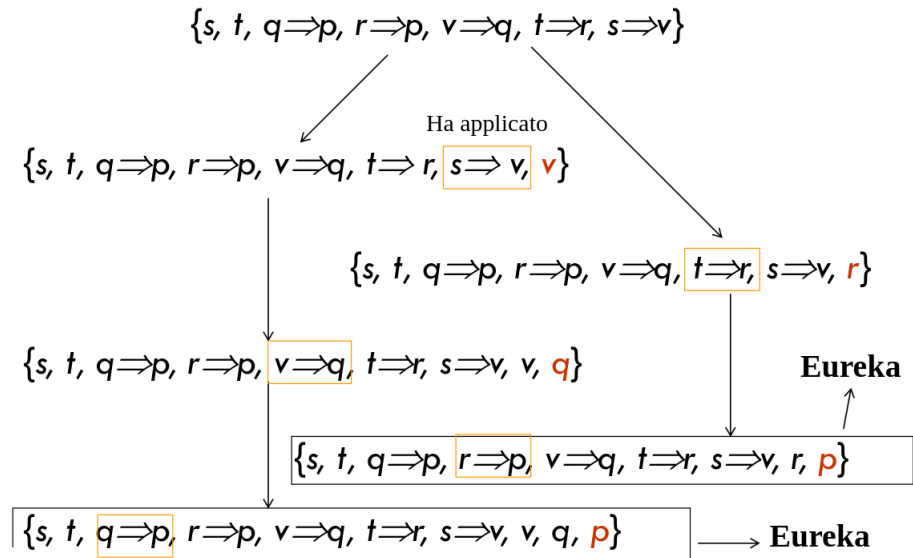 {s, t, q⇒p, r⇒p, v⇒q, t⇒r, s⇒v}
Ha applicato
{s, t, q⇒p, r⇒p, v⇒q, t⇒ r, s⇒ v, v}
{s, t, q⇒p, r⇒p, v⇒q, t⇒r, s⇒v, r}
{s, t, q⇒p, r⇒p, v⇒q, t⇒r, s⇒v, v, q}
Eureka
{s, t, q⇒p, r⇒p, v⇒q, t⇒r, s⇒v, r, p}
{s, t, q⇒p, r⇒p, v⇒q, t⇒r, s⇒v, v, q, p}
Eureka